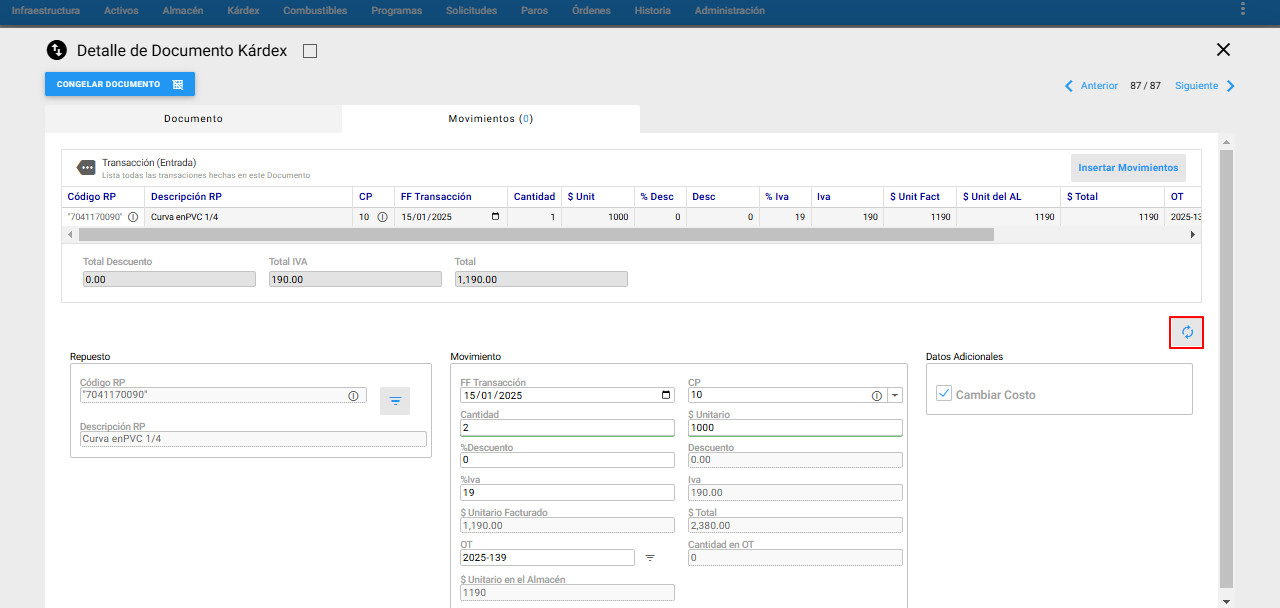 Infraestructura Activos Almacén Kárdex Combustibles Programas Solicitudes Paros Órdenes Historia Administración
Detalle de Documento Kárdex
CONGELAR DOCUMENTO
Anterior 87 / 87 Siguiente
Documento Movimientos (0)
Transacción (Entrada)
Lista todas las transaciones hechas en este Documento
Insertar Movimientos
Código RP Descripción RP CP FF Transacción Cantidad $ Unit % Desc Desc % Iva Iva $ Unit Fact $ Unit del AL $ Total OT
"7041170090" Curva enPVC 1/4 10 15/01/2025 1 1000 0 0 19 190 1190 1190 1190 2025-13
Total Descuento Total IVA Total
0.00 190.00 1,190.00
Repuesto Movimiento Datos Adicionales
Código RP
"7041170090"
Descripción RP
Curva enPVC 1/4
FF Transacción CP
15/01/2025 10
Cantidad $ Unitario
2 1000
%Descuento Descuento
0 0.00
%Iva Iva
19 190.00
$ Unitario Facturado $ Total
1,190.00 2,380.00
OT Cantidad en OT
2025-139 0
$ Unitario en el Almacén
1190
Cambiar Costo